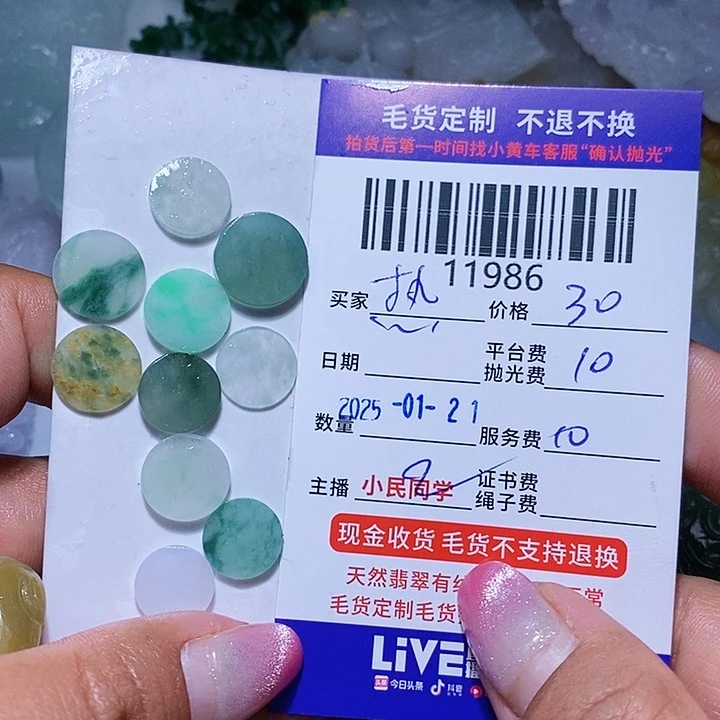 毛货定制 不退不换
拍货后第一时间找小黄车客服“确认抛光”
11986
买家 执 价格 30
日期 平台费 抛光费 10
2025-01-21
数量 服务费 10
主播 小民同学 证书费 绳子费
现金收货 毛货不支持退换
天然翡翠有 常
毛货定制毛货
LiVE
今日头条 抖音